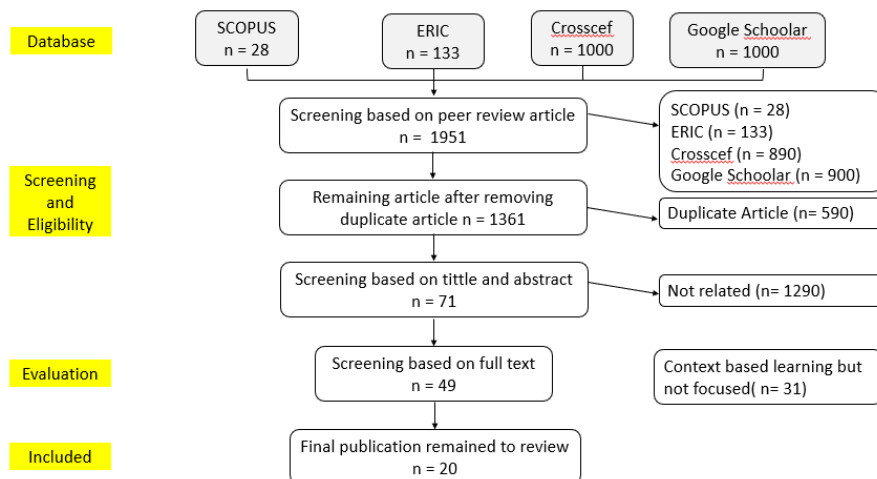 Database
SCOPUS
n = 28
ERIC
n = 133
Crosscef
n = 1000
Google Schoolar
n = 1000
Screening based on peer review article
n = 1951
SCOPUS (n = 28)
ERIC (n = 133)
Crosscef (n = 890)
Google Schoolar (n = 900)
Screening
and
Eligibility
Remaining article after removing
duplicate article n = 1361
Duplicate Article (n= 590)
Screening based on tittle and abstract
n = 71
Not related (n= 1290)
Evaluation
Screening based on full text
n = 49
Context based learning but
not focused( n= 31)
Included
Final publication remained to review
n = 20